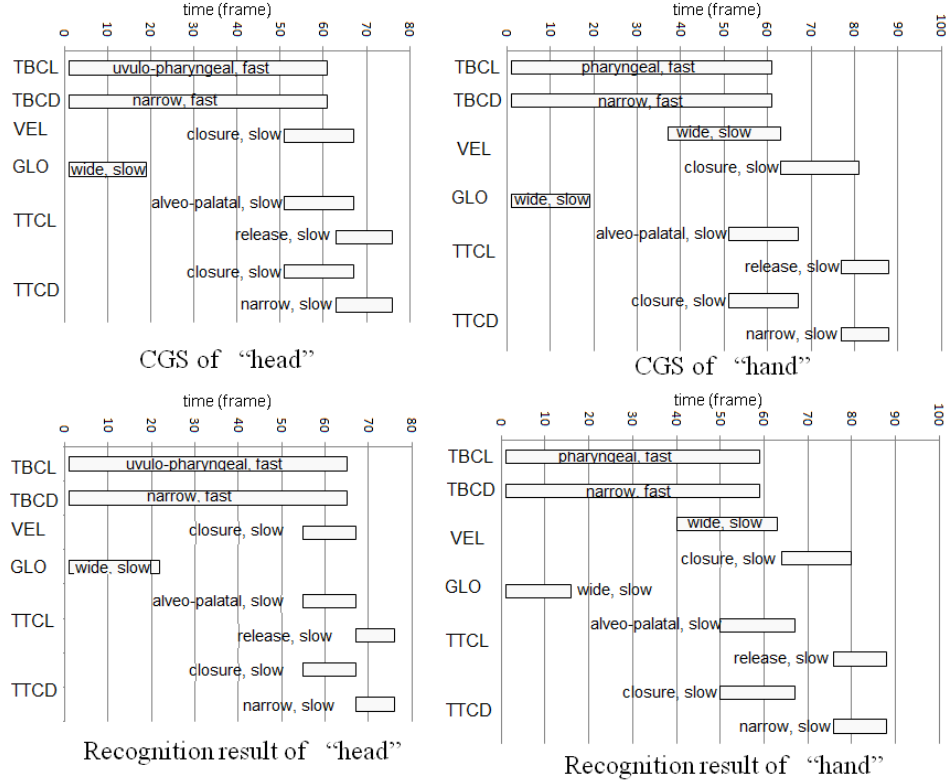 time (frame)
0 10 20 30 40 50 60 70 80
TBCL uvulo-pharyngeal, fast
TBCD narrow, fast
VEL closure, slow
GLO wide, slow
TTCL alveo-palatal, slow
release, slow
TTCD closure, slow
narrow, slow
CGS of “head”
time (frame)
0 10 20 30 40 50 60 70 80 90 100
TBCL pharyngeal, fast
TBCD narrow, fast
VEL wide, slow
closure, slow
GLO wide, slow
TTCL alveo-palatal, slow
release, slow
TTCD closure, slow
narrow, slow
CGS of “hand”
time (frame)
0 10 20 30 40 50 60 70 80
TBCL uvulo-pharyngeal, fast
TBCD narrow, fast
VEL closure, slow
GLO wide, slow
TTCL alveo-palatal, slow
release, slow
TTCD closure, slow
narrow, slow
Recognition result of “head”
time (frame)
0 10 20 30 40 50 60 70 80 90 100
TBCL pharyngeal, fast
TBCD narrow, fast
VEL wide, slow
closure, slow
GLO wide, slow
TTCL alveo-palatal, slow
release, slow
TTCD closure, slow
narrow, slow
Recognition result of “hand”